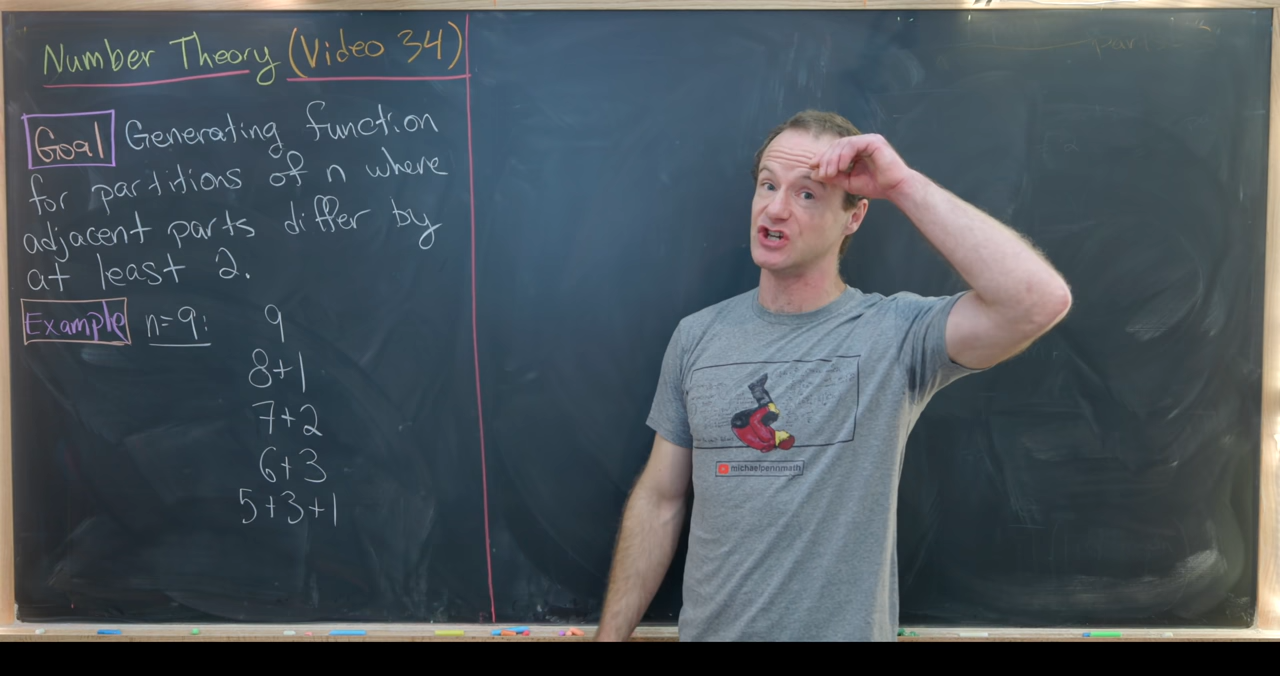 Number Theory (Video 34)
Goal Generating function
for partitions of n where
adjacent parts differ by
at least 2.
Example n=9: 9
8+1
7+2
6+3
5+3+1
michaelpennmath